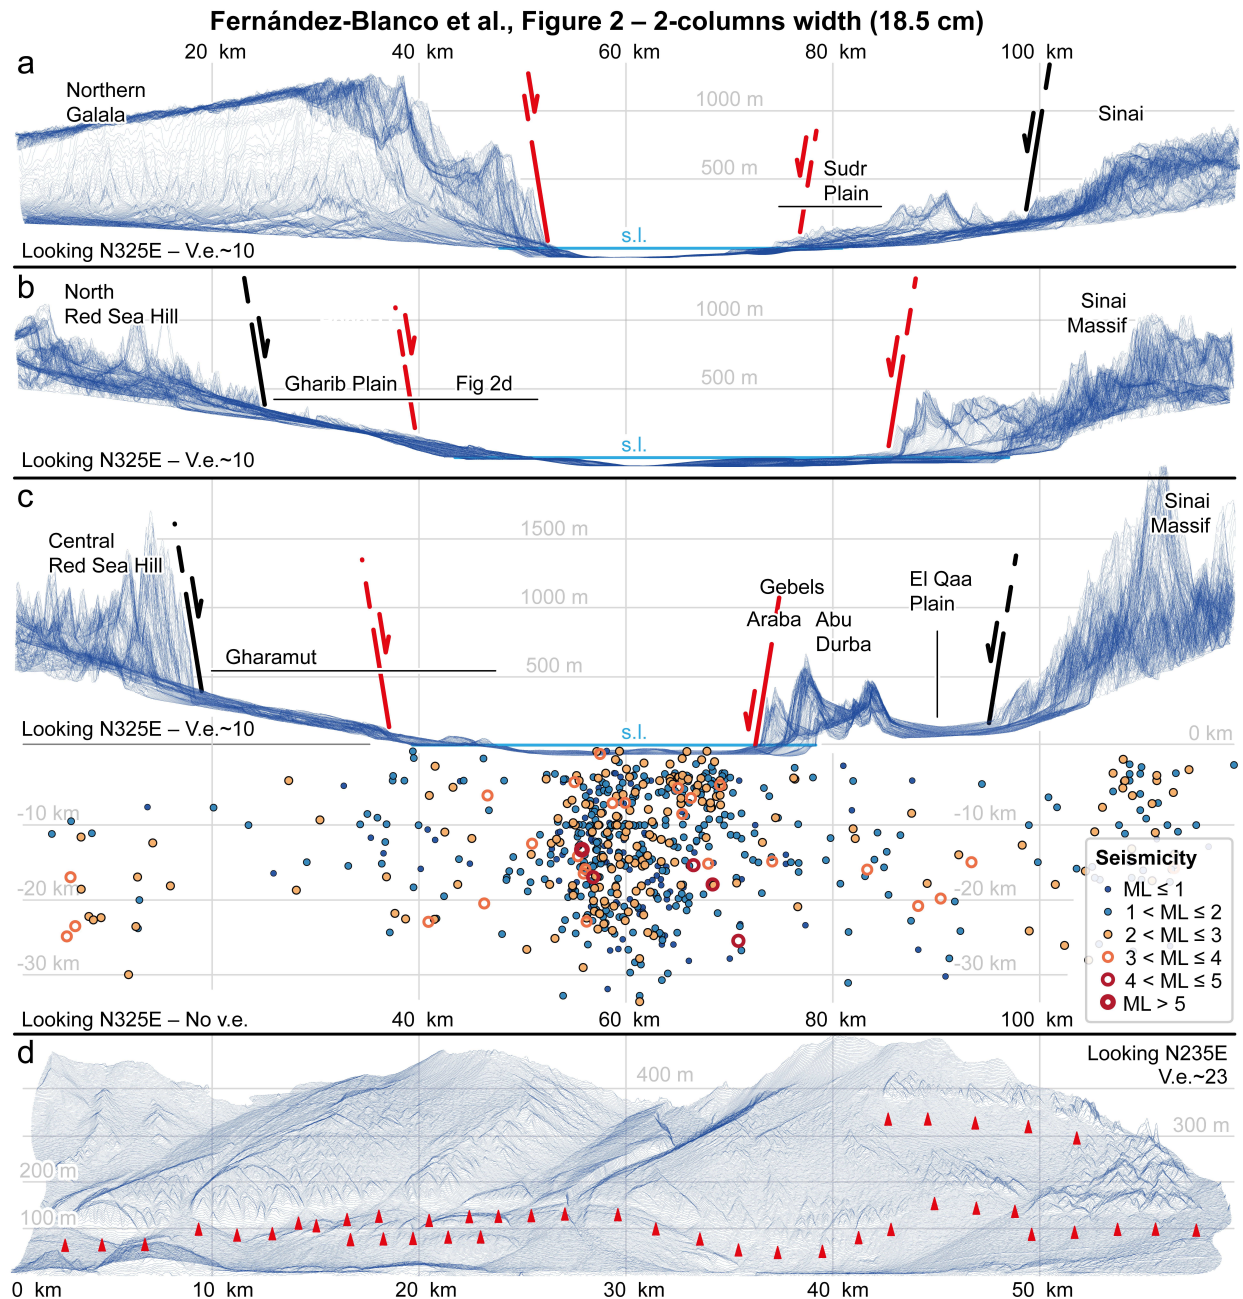 Fernández-Blanco et al., Figure 2 – 2-columns width (18.5 cm)
20 km
40 km
60 km
80 km
100 km
a
Northern
Galala
1000 m
500 m
Sinai
Sudr
Plain
s.l.
Looking N325E – V.e.~10
b
North
Red Sea Hill
1000 m
500 m
Sinai
Massif
Gharib Plain
Fig 2d
s.l.
Looking N325E – V.e.~10
c
Central
Red Sea Hill
1500 m
1000 m
500 m
Sinai
Massif
Gebels
Araba
Abu
Durba
El Qaa
Plain
Gharamut
s.l.
Looking N325E – V.e.~10
0 km
-10 km
-10 km
-20 km
-20 km
-30 km
-30 km
Seismicity
ML ≤ 1
1 < ML ≤ 2
2 < ML ≤ 3
3 < ML ≤ 4
4 < ML ≤ 5
ML > 5
Looking N325E – No v.e.
40 km
60 km
80 km
100 km
d
Looking N235E
V.e.~23
400 m
300 m
200 m
100 m
0 km
10 km
20 km
30 km
40 km
50 km